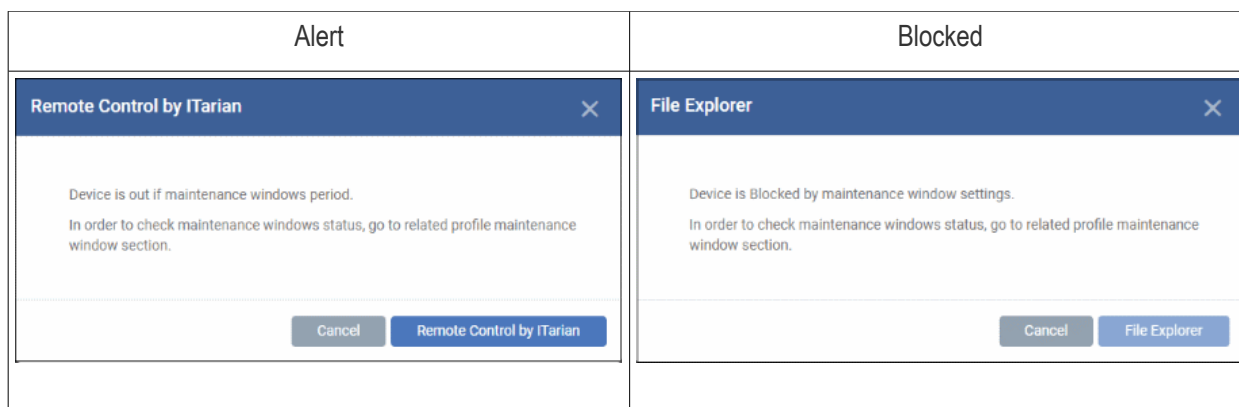 Alert
Blocked
Remote Control by ITarian
Device is out if maintenance windows period.
In order to check maintenance windows status, go to related profile maintenance
window section.
Cancel
Remote Control by ITarian
File Explorer
Device is Blocked by maintenance window settings.
In order to check maintenance windows status, go to related profile maintenance
window section.
Cancel
File Explorer